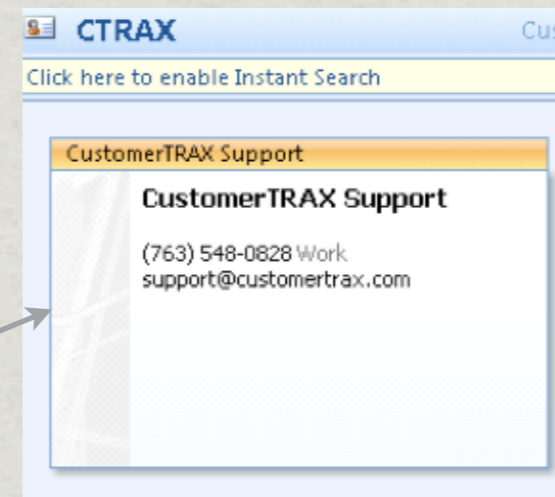 CTRAX
Cus
Click here to enable Instant Search
CustomerTRAX Support
CustomerTRAX Support
(763) 548-0828 Work
support@customertrax.com